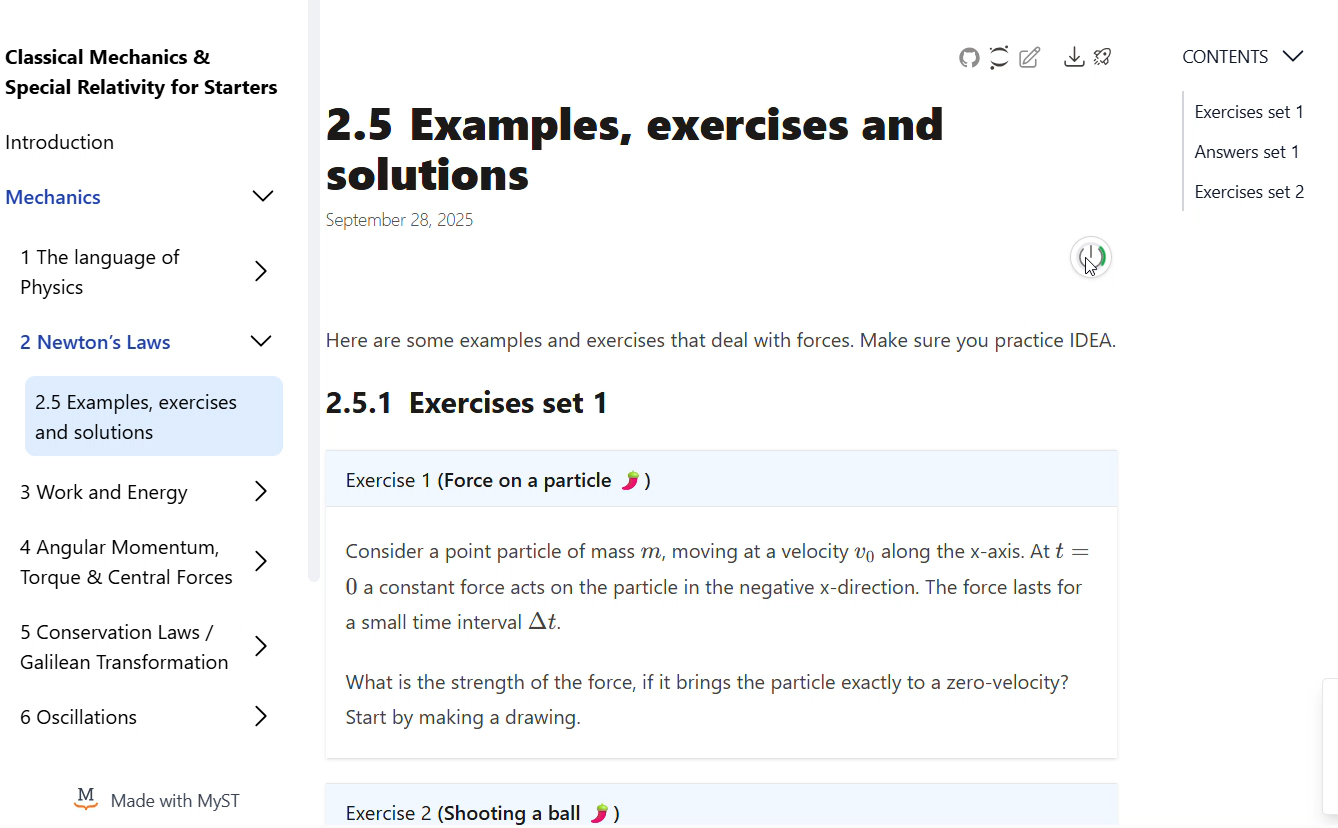 Classical Mechanics &
Special Relativity for Starters
Introduction
Mechanics
1 The language of
Physics
2 Newton’s Laws
2.5 Examples, exercises
and solutions
3 Work and Energy
4 Angular Momentum,
Torque & Central Forces
5 Conservation Laws /
Galilean Transformation
6 Oscillations
M
Made with MyST
2.5 Examples, exercises and
solutions
September 28, 2025
Here are some examples and exercises that deal with forces. Make sure you practice IDEA.
2.5.1 Exercises set 1
Exercise 1 (Force on a particle 🌶️)
Consider a point particle of mass m, moving at a velocity v₀ along the x-axis. At t =
0 a constant force acts on the particle in the negative x-direction. The force lasts for
a small time interval Δt.
What is the strength of the force, if it brings the particle exactly to a zero-velocity?
Start by making a drawing.
Exercise 2 (Shooting a ball 🌶️)
CONTENTS
Exercises set 1
Answers set 1
Exercises set 2